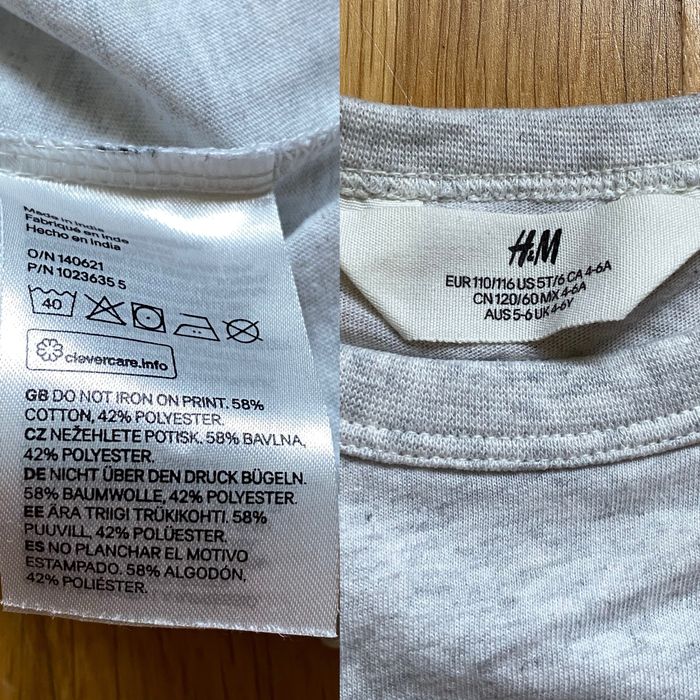 Made in India
Fabriqué en Inde
Hecho en India
O/N 140621
P/N 1023635 5
40
clevercare.info
GB DO NOT IRON ON PRINT. 58%
COTTON, 42% POLYESTER.
CZ NEŽEHLETE POTISK. 58% BAVLNA,
42% POLYESTER.
DE NICHT ÜBER DEN DRUCK BÜGELN.
58% BAUMWOLLE, 42% POLYESTER.
EE ÄRA TRIIGI TRÜKIKOHTI. 58%
PUUVILL, 42% POLÜESTER.
ES NO PLANCHAR EL MOTIVO
ESTAMPADO. 58% ALGODÓN,
42% POLIÉSTER.
H&M
EUR 110/116 US 5T/6 CA 4-6A
CN 120/60 MX 4-6A
AUS 5-6 UK 4-6Y